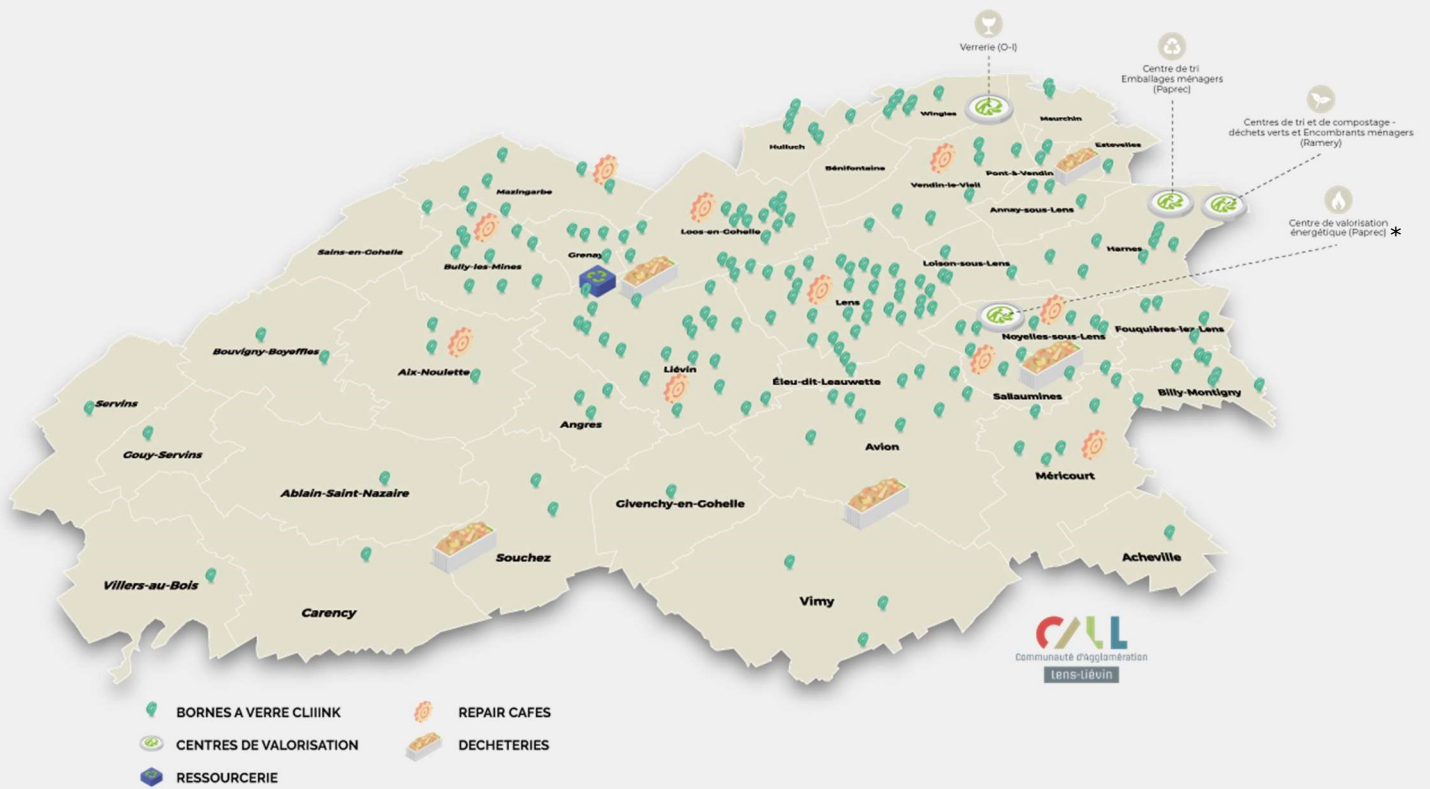 Verrerie (O-I)
Centre de tri
Emballages ménagers
(Paprec)
Centres de tri et de compostage -
déchets verts et Encombrants ménagers
(Ramery)
Centre de valorisation
énergétique (Paprec) *
Wingles
Meurchin
Hulluch
Estevelles
Bénifontaine
Pont-à-Vendin
Vendin-le-Vieil
Mazingarbe
Annay-sous-Lens
Loos-en-Gohelle
Sains-en-Gohelle
Grenay
Harnes
Bully-les-Mines
Loison-sous-Lens
Lens
Fouquières-lez-Lens
Noyelles-sous-Lens
Bouvigny-Boyeffles
Aix-Noulette
Liévin
Éleu-dit-Leauwette
Sallaumines
Billy-Montigny
Servins
Angres
Gouy-Servins
Avion
Méricourt
Ablain-Saint-Nazaire
Givenchy-en-Gohelle
Souchez
Acheville
Villers-au-Bois
Carency
Vimy
CALL
Communauté d'Agglomération
Lens-Liévin
BORNES A VERRE CLIIINK
REPAIR CAFES
CENTRES DE VALORISATION
DECHETERIES
RESSOURCERIE